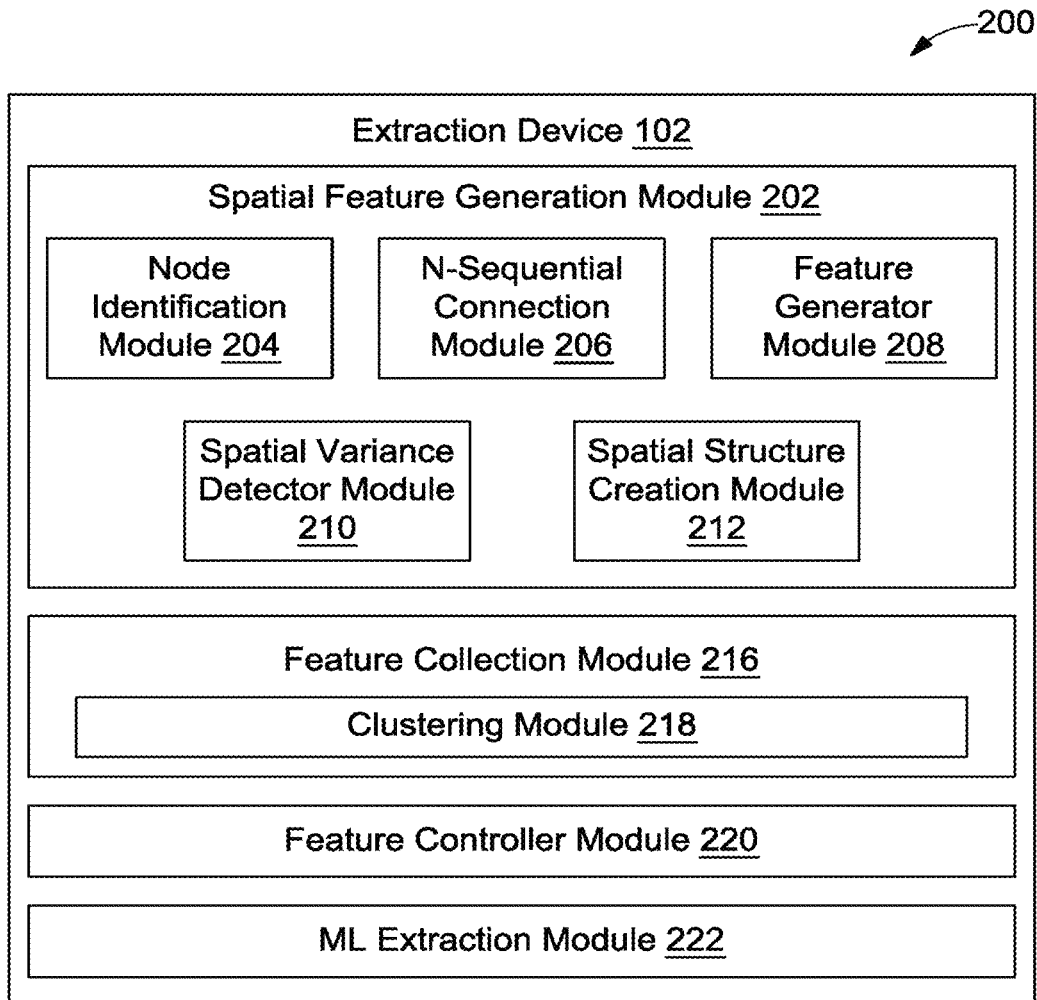 200
Extraction Device 102
Spatial Feature Generation Module 202
Node
Identification
Module 204
N-Sequential
Connection
Module 206
Feature
Generator
Module 208
Spatial Variance
Detector Module
210
Spatial Structure
Creation Module
212
Feature Collection Module 216
Clustering Module 218
Feature Controller Module 220
ML Extraction Module 222